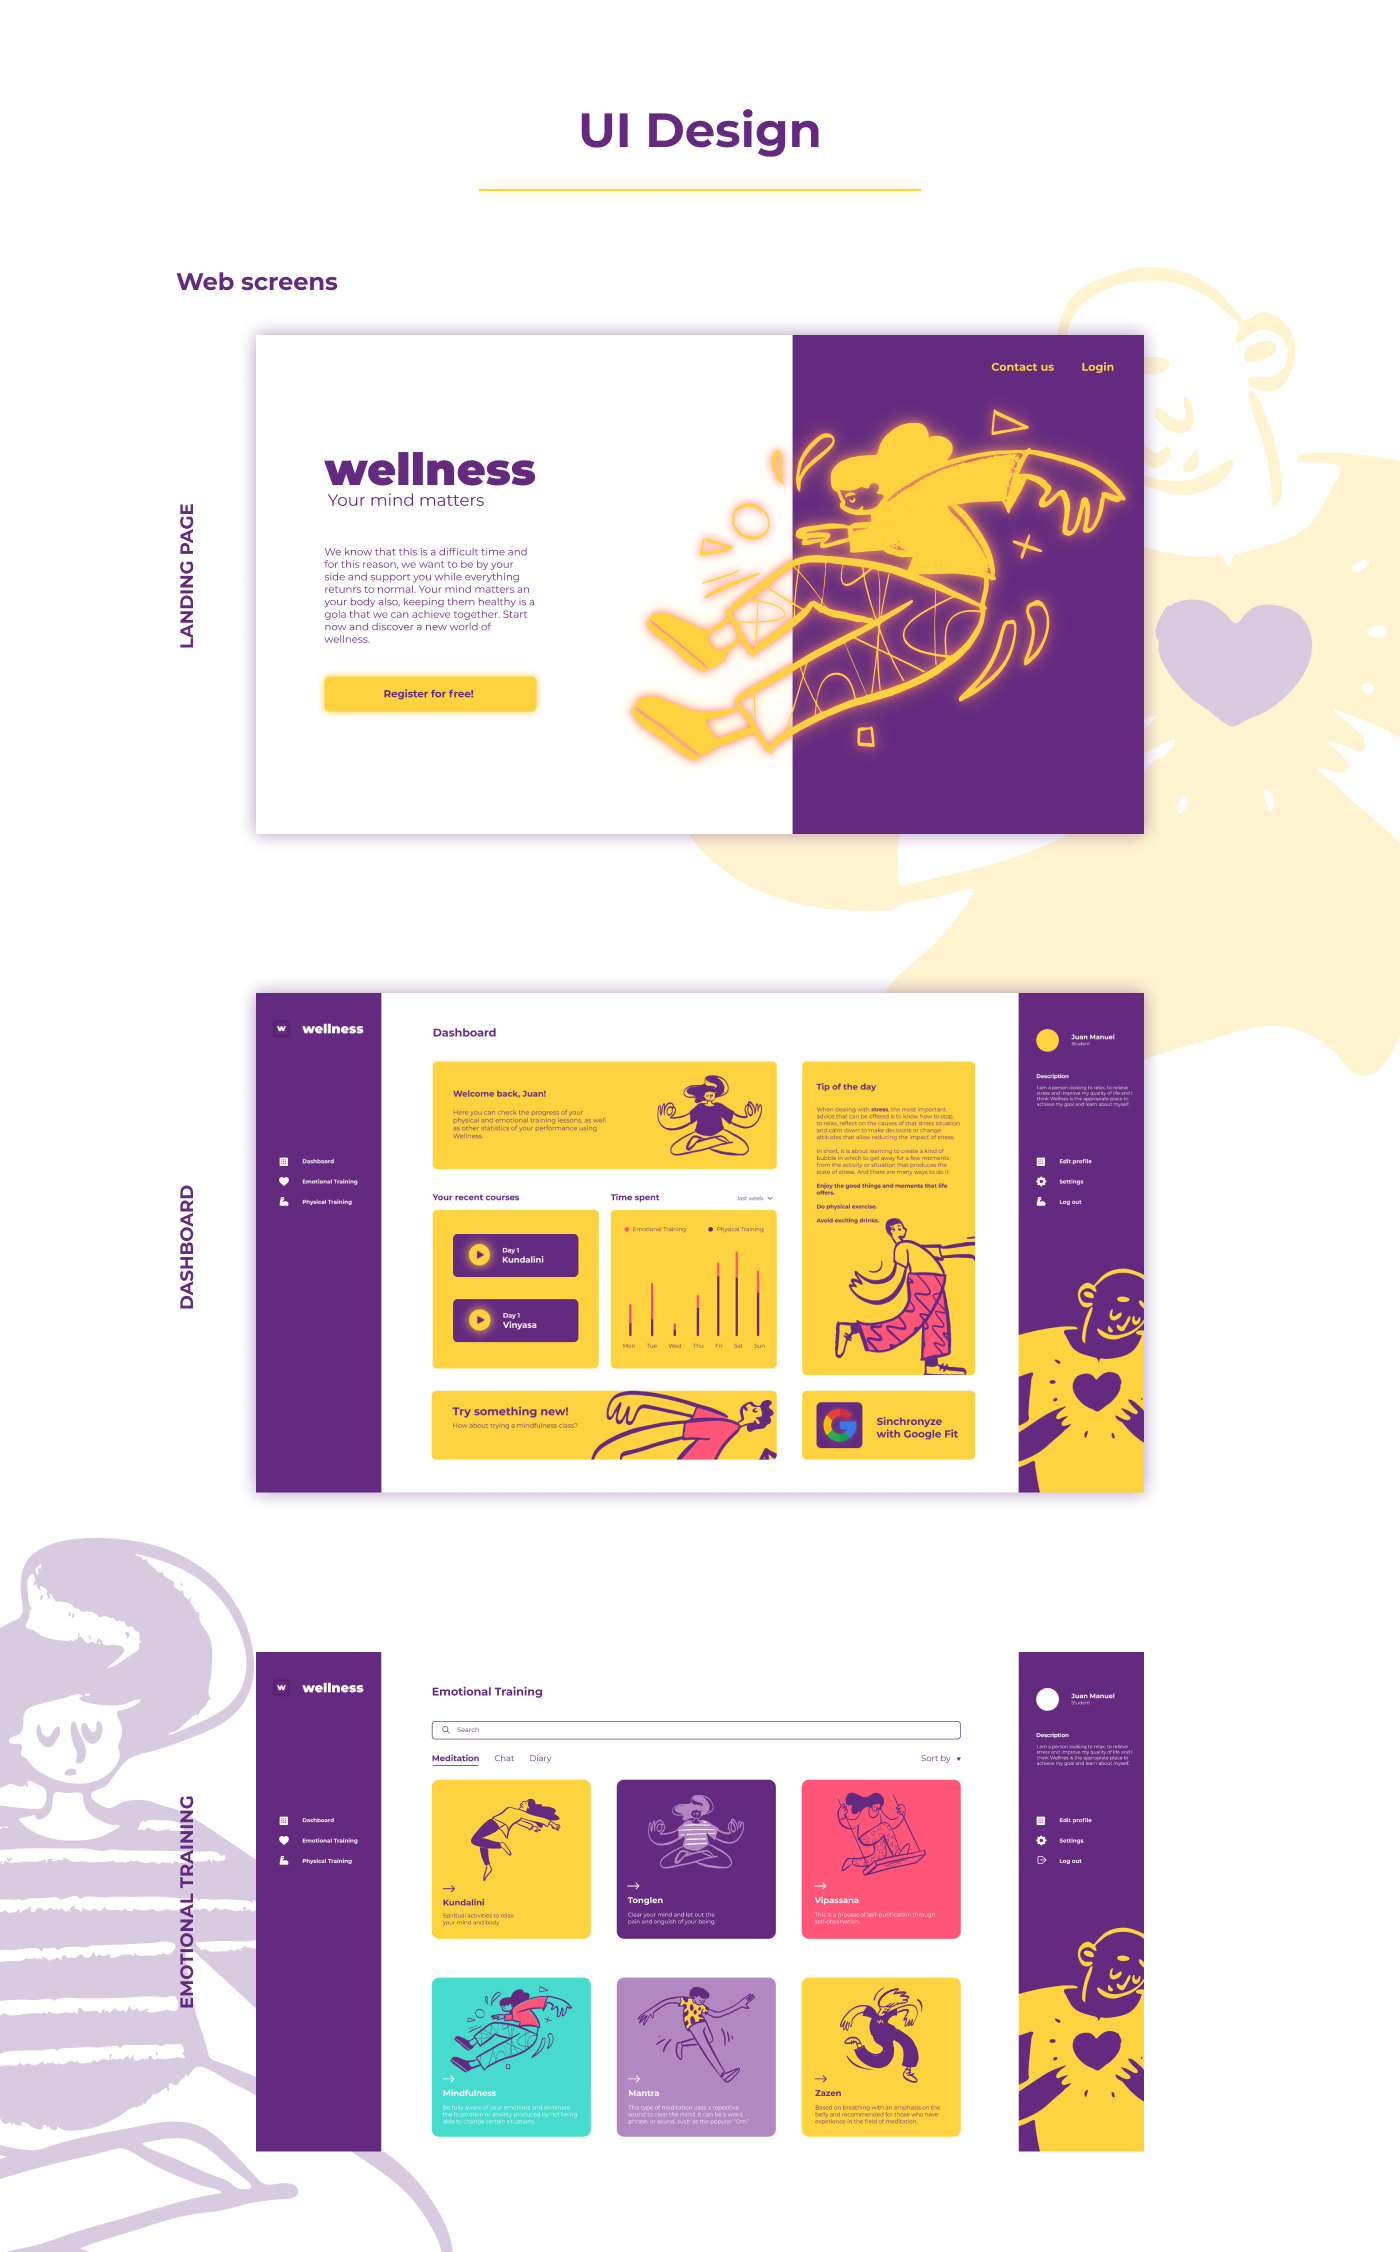 UI Design
Web screens
LANDING PAGE
Contact us
Login
wellness
Your mind matters
We know that this is a difficult time and
for this reason, we want to be by your
side and support you while everything
retunrs to normal. Your mind matters an
your body also, keeping them healthy is a
gola that we can achieve together. Start
now and discover a new world of
wellness.
Register for free!
DASHBOARD
w
wellness
Dashboard
Emotional Training
Physical Training
Dashboard
Welcome back, Juan!
Here you can check the progress of your
physical and emotional training lessons, as well
as other statistics of your performance using
Wellness.
Your recent courses
Day 1
Kundalini
Day 1
Vinyasa
Time spent
last week
Emotional Training
Physical Training
Mon
Tue
Wed
Thu
Fri
Sat
Sun
Try something new!
How about trying a mindfulness class?
Tip of the day
When dealing with stress, the most important
advice that can be offered is to know how to stop,
to relax, reflect on the causes of that stress situation
and calm down to make decisions or change
attitudes that allow reducing the impact of stress.
In short, it is about learning to create a kind of
bubble in which to get away for a few moments
from the activity or situation that produces the
state of stress. And there are many ways to do it:
Enjoy the good things and moments that life
offers.
Do physical exercise.
Avoid exciting drinks.
Sinchronyze
with Google Fit
Juan Manuel
Student
Description
I am a person looking to relax, to relieve
stress and improve my quality of life and I
think Wellnes is the appropiate place to
achieve my goal and learn about myself.
Edit profile
Settings
Log out
EMOTIONAL TRAINING
w
wellness
Dashboard
Emotional Training
Physical Training
Emotional Training
Search
Meditation
Chat
Diary
Sort by
Kundalini
Spiritual activities to relax
your mind and body
Tonglen
Clear your mind and let out the
pain and anguish of your being.
Vipassana
This is a process of self-purification through
self-observation.
Mindfulness
Be fully aware of your emotions and eliminate
the frustration or anxiety produced by not being
able to change certain situations.
Mantra
This type of meditation uses a repetitive
sound to clear the mind. It can be a word,
phrase, or sound, such as the popular "Om."
Zazen
Based on breathing with an emphasis on the
belly and recommended for those who have
experience in the field of meditation.
Juan Manuel
Student
Description
I am a person looking to relax, to relieve
stress and improve my quality of life and I
think Wellnes is the appropiate place to
achieve my goal and learn about myself.
Edit profile
Settings
Log out